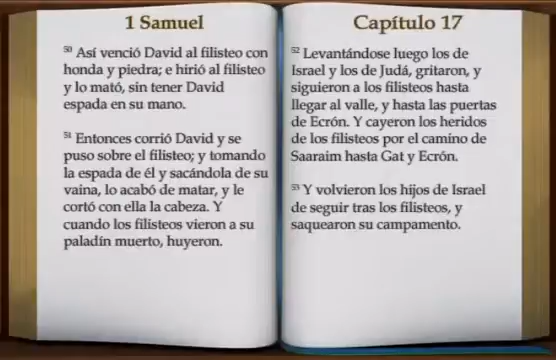 1 Samuel
⁵⁰ Así venció David al filisteo con
honda y piedra; e hirió al filisteo
y lo mató, sin tener David
espada en su mano.
⁵¹ Entonces corrió David y se
puso sobre el filisteo; y tomando
la espada de él y sacándola de su
vaina, lo acabó de matar, y le
cortó con ella la cabeza. Y
cuando los filisteos vieron a su
paladín muerto, huyeron.
Capítulo 17
⁵² Levantándose luego los de
Israel y los de Judá, gritaron, y
siguieron a los filisteos hasta
llegar al valle, y hasta las puertas
de Ecrón. Y cayeron los heridos
de los filisteos por el camino de
Saaraim hasta Gat y Ecrón.
⁵³ Y volvieron los hijos de Israel
de seguir tras los filisteos, y
saquearon su campamento.